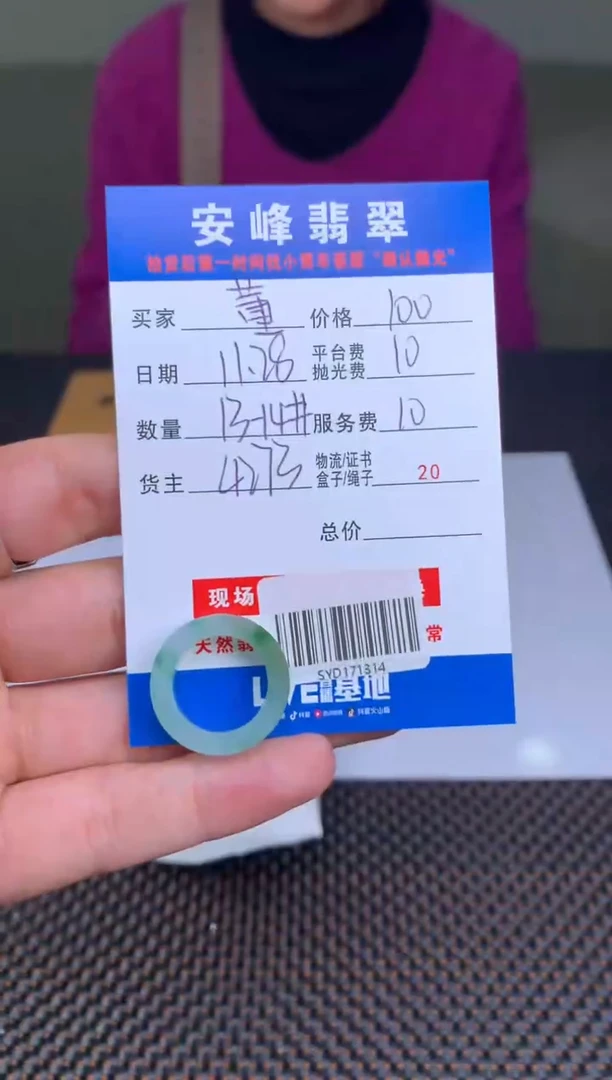 安峰翡翠
买家 董 价格 100
日期 11.28 平台费 抛光费 10
数量 13-14# 服务费 10
货主 4273 物流/证书 盒子/绳子 20
总价
现场
天然翡 常
SYD171314
基地